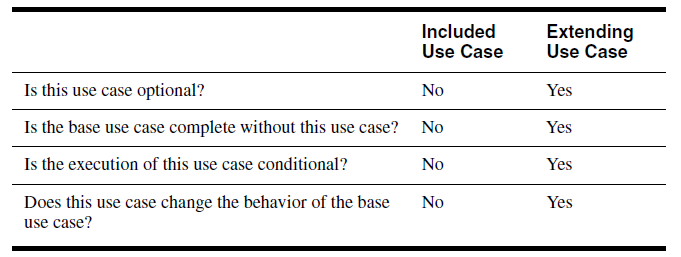 Included Extending
Use Case Use Case
Is this use case optional? No Yes
Is the base use case complete without this use case? No Yes
Is the execution of this use case conditional? No Yes
Does this use case change the behavior of the base No Yes
use case?